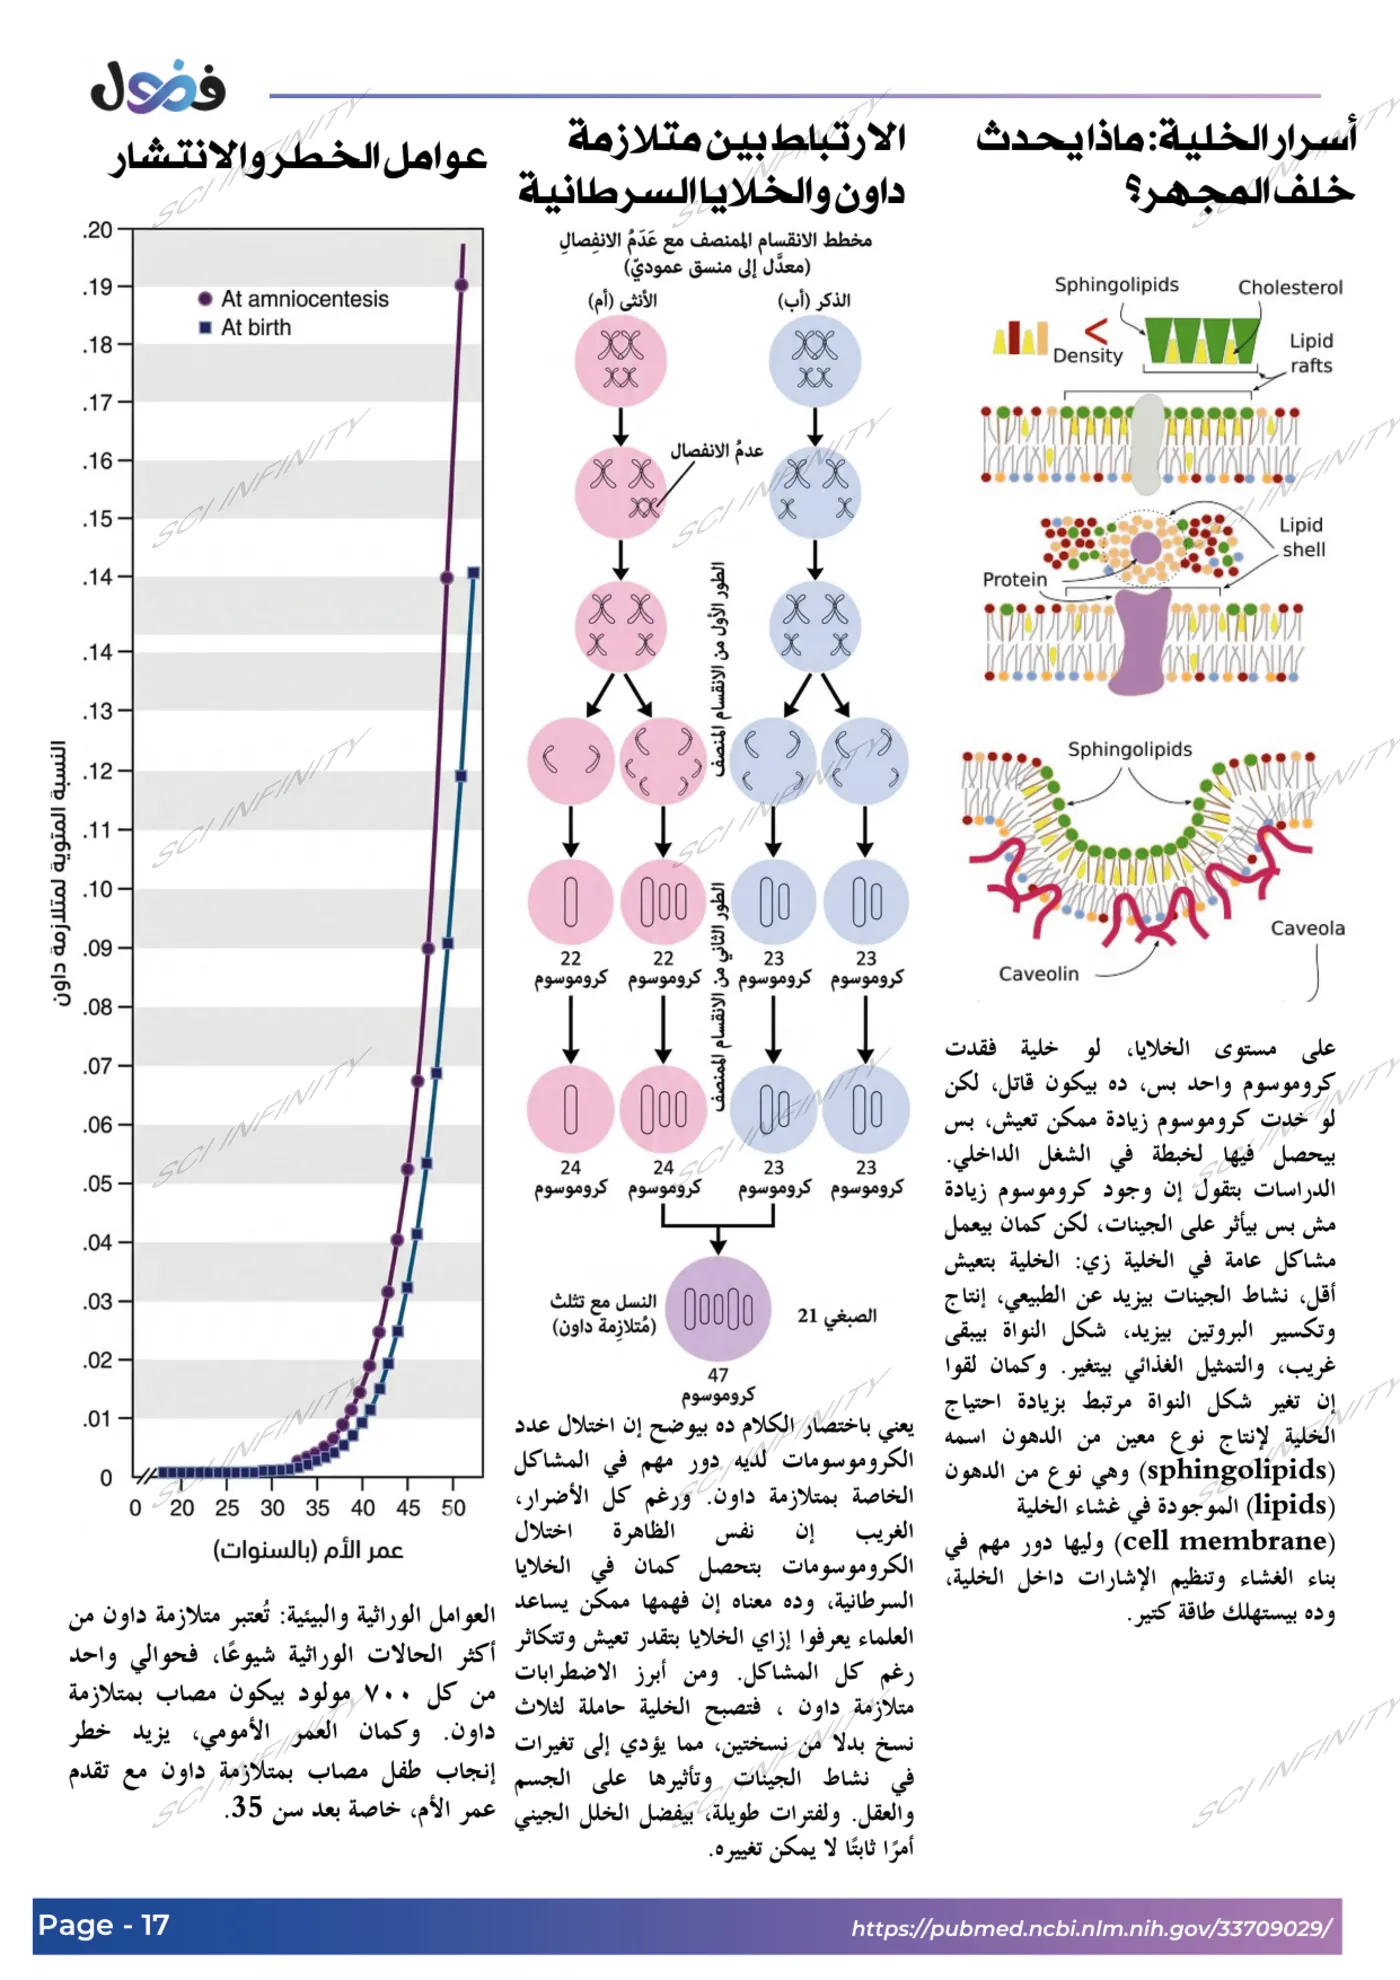 فضول
أسرار الخلية: ماذا يحدث
خلف المجهر؟
Sphingolipids
Cholesterol
<
Density
Lipid
rafts
Lipid
shell
Protein
Sphingolipids
Caveola
Caveolin
على مستوى الخلايا، لو خلية فقدت
كروموسوم واحد بس، ده بيكون قاتل، لكن
لو خدت كروموسوم زيادة ممكن تعيش، بس
بيحصل فيها لخبطة في الشغل الداخلي.
الدراسات بتقول إن وجود كروموسوم زيادة
مش بس بيأثر على الجينات، لكن كمان بيعمل
مشاكل عامة في الخلية زي: الخلية بتعيش
أقل، نشاط الجينات بيزيد عن الطبيعي، إنتاج
وتكسير البروتين بيزيد، شكل النواة بيبقى
غريب، والتمثيل الغذائي بيتغير. وكمان لقوا
إن تغير شكل النواة مرتبط بزيادة احتياج
الخلية لإنتاج نوع معين من الدهون اسمه
(sphingolipids) وهي نوع من الدهون
(lipids) الموجودة في غشاء الخلية
(cell membrane) وليها دور مهم في
بناء الغشاء وتنظيم الإشارات داخل الخلية،
وده بيستهلك طاقة كتير.
الارتباط بين متلازمة
داون والخلايا السرطانية
مخطط الانقسام المنصف مع عَدَمُ الانفِصالِ
(معدَّل إلى منسق عموديّ)
الأنثى (أم)
الذكر (أب)
عدمُ الانفصال
الطور الأول من الانقسام المنصف
الطور الثاني من الانقسام المنصف
22
كروموسوم
22
كروموسوم
23
كروموسوم
23
كروموسوم
24
كروموسوم
24
كروموسوم
23
كروموسوم
23
كروموسوم
النسل مع تثلث
(مُتلازِمة داون)
الصبغي 21
47
كروموسوم
يعني باختصار الكلام ده بيوضح إن اختلال عدد
الكروموسومات لديه دور مهم في المشاكل
الخاصة بمتلازمة داون. ورغم كل الأضرار،
الغريب إن نفس الظاهرة اختلال
الكروموسومات بتحصل كمان في الخلايا
السرطانية، وده معناه إن فهمها ممكن يساعد
العلماء يعرفوا إزاي الخلايا بتقدر تعيش وتتكاثر
رغم كل المشاكل. ومن أبرز الاضطرابات
متلازمة داون ، فتصبح الخلية حاملة لثلاث
نسخ بدلا من نسختين، مما يؤدي إلى تغيرات
في نشاط الجينات وتأثيرها على الجسم
والعقل. ولفترات طويلة، بيفضل الخلل الجيني
أمرًا ثابتًا لا يمكن تغييره.
عوامل الخطر والانتشار
At amniocentesis
At birth
.20
.19
.18
.17
.16
.15
.14
.14
.13
.12
.11
.10
.09
.08
.07
.06
.05
.04
.03
.02
.01
0
النسبة المئوية لمتلازمة داون
0 20 25 30 35 40 45 50
عمر الأم (بالسنوات)
العوامل الوراثية والبيئية: تُعتبر متلازمة داون من
أكثر الحالات الوراثية شيوعًا، فحوالي واحد
من كل ٧٠٠ مولود بيكون مصاب بمتلازمة
داون. وكمان العمر الأمومي، يزيد خطر
إنجاب طفل مصاب بمتلازمة داون مع تقدم
عمر الأم، خاصة بعد سن 35.
SCI INFINITY
Page - 17
https://pubmed.ncbi.nlm.nih.gov/33709029/